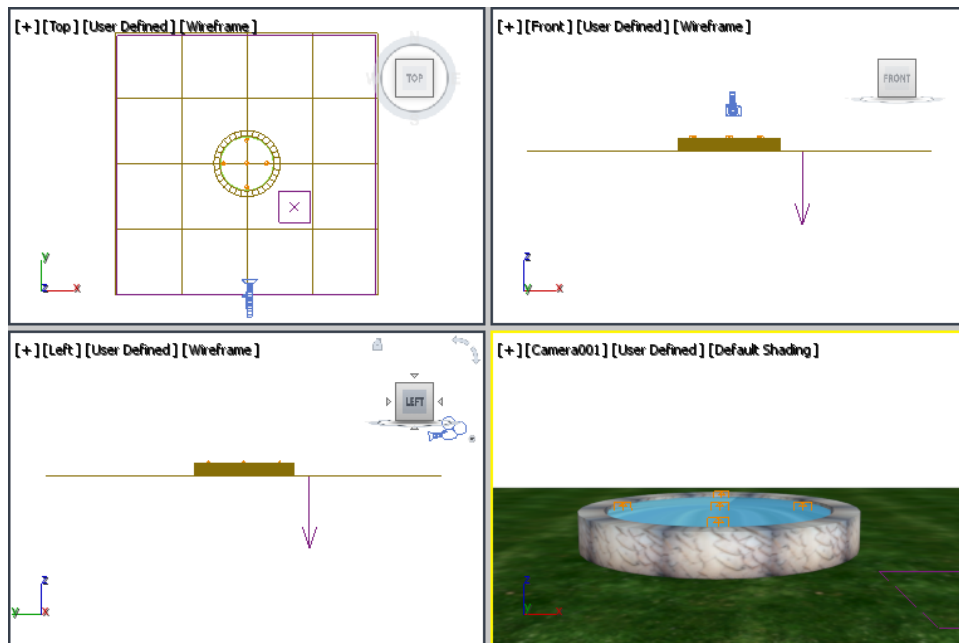 [+] [Top] [User Defined] [Wireframe]
N
W TOP E
S
y
z x
[+] [Front] [User Defined] [Wireframe]
FRONT
z
y x
[+] [Left] [User Defined] [Wireframe]
LEFT
z
y x
[+] [Camera001] [User Defined] [Default Shading]
z
y x